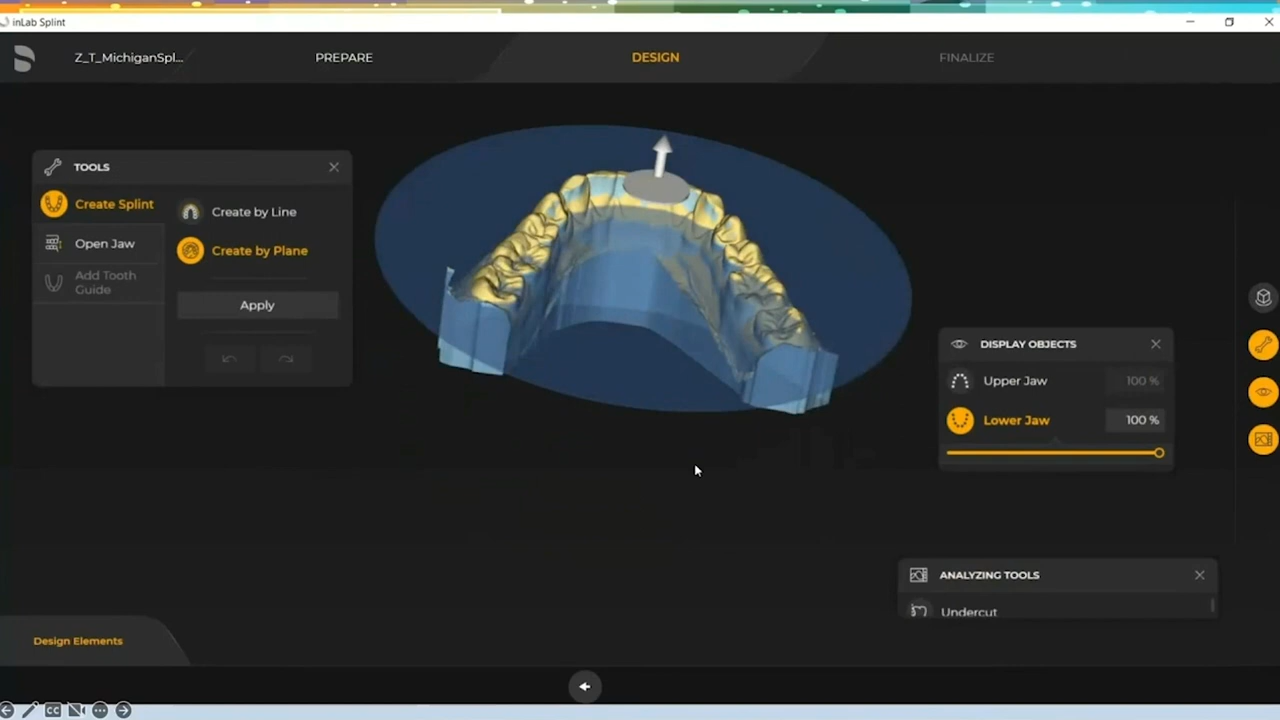 inLab Splint
Z_T_MichiganSpl...
PREPARE
DESIGN
FINALIZE
TOOLS
Create Splint
Open Jaw
Add Tooth
Guide
Create by Line
Create by Plane
Apply
DISPLAY OBJECTS
Upper Jaw
100 %
Lower Jaw
100 %
ANALYZING TOOLS
Undercut
Design Elements
CC